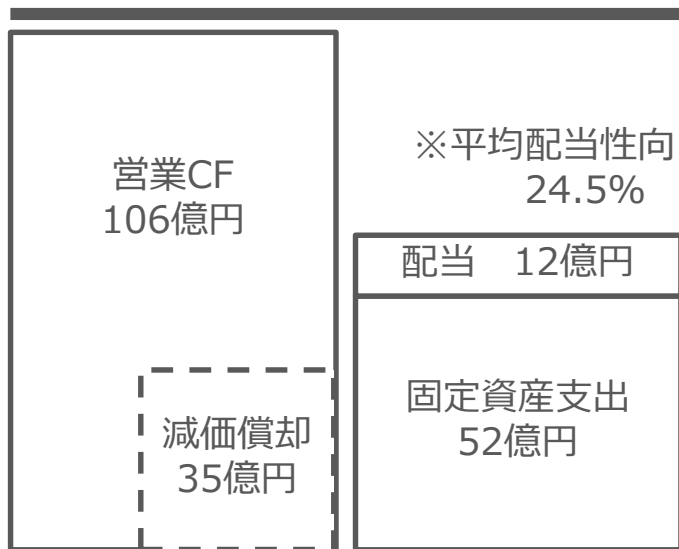 営業CF
106億円
※平均配当性向
24.5%
配当　12億円
減価償却
35億円
固定資産支出
52億円